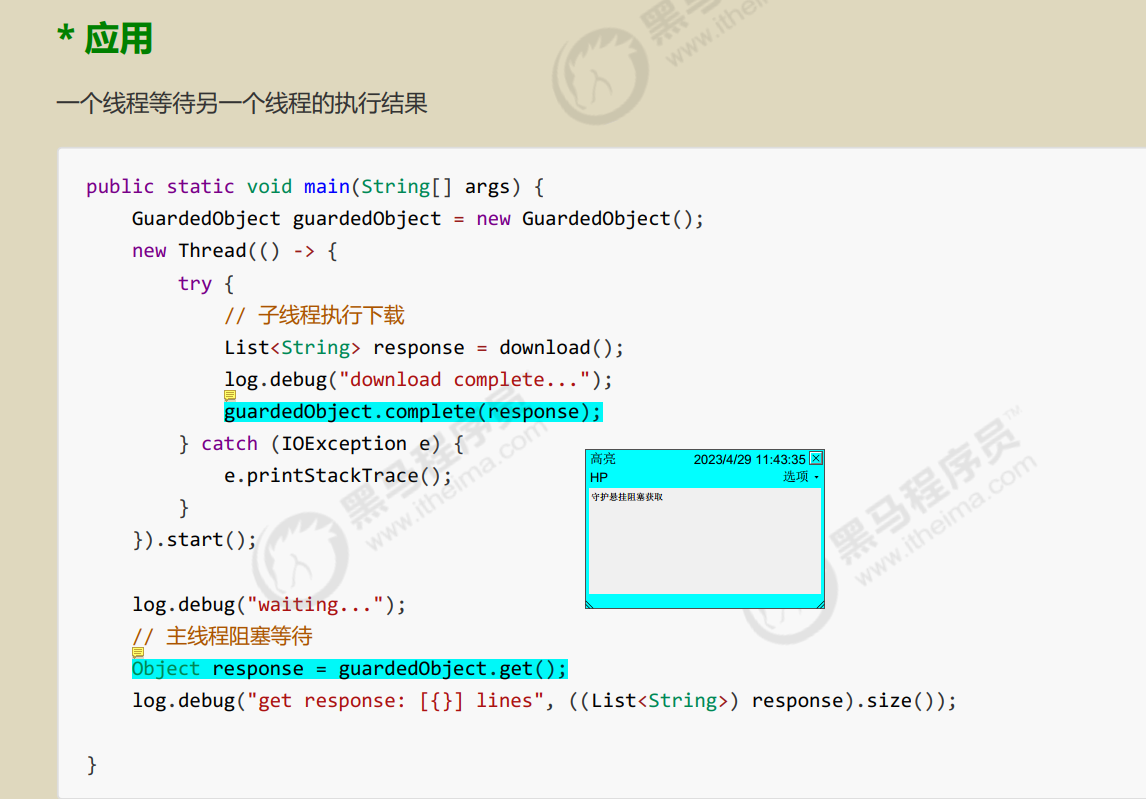 * 应用
一个线程等待另一个线程的执行结果
public static void main(String[] args) {
GuardedObject guardedObject = new GuardedObject();
new Thread(() -> {
try {
// 子线程执行下载
List<String> response = download();
log.debug("download complete...");
guardedObject.complete(response);
} catch (IOException e) {
e.printStackTrace();
}
}).start();
log.debug("waiting...");
// 主线程阻塞等待
Object response = guardedObject.get();
log.debug("get response: [{}] lines", ((List<String>) response).size());
}
高亮 2023/4/29 11:43:35
HP 选项
守护悬挂阻塞获取
黑马程序员
www.itheima.com
黑马程序员™
www.itheima.com
黑马
www.itheima